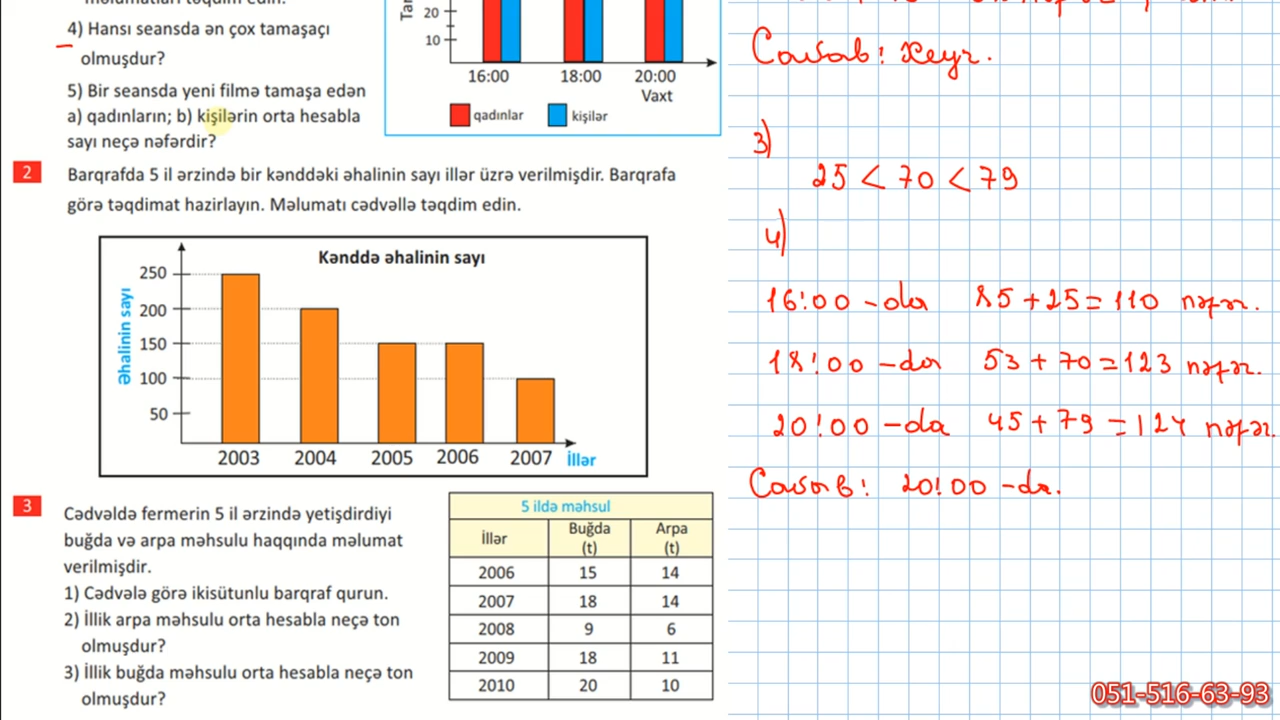 4) Hansı seansda ən çox tamaşaçı
olmuşdur?
5) Bir seansda yeni filmə tamaşa edən
a) qadınların; b) kişilərin orta hesabla
sayı neçə nəfərdir?
20
10
16:00 18:00 20:00
Vaxt
qadınlar kişilər
2 Barqrafda 5 il ərzində bir kənddəki əhalinin sayı illər üzrə verilmişdir. Barqrafa
görə təqdimat hazırlayın. Məlumatı cədvəllə təqdim edin.
Kənddə əhalinin sayı
Əhalinin sayı
250
200
150
100
50
2003 2004 2005 2006 2007 İllər
3 Cədvəldə fermerin 5 il ərzində yetişdirdiyi
buğda və arpa məhsulu haqqında məlumat
verilmişdir.
1) Cədvələ görə ikisütunlu barqraf qurun.
2) İllik arpa məhsulu orta hesabla neçə ton
olmuşdur?
3) İllik buğda məhsulu orta hesabla neçə ton
olmuşdur?
5 ildə məhsul
İllər Buğda (t) Arpa (t)
2006 15 14
2007 18 14
2008 9 6
2009 18 11
2010 20 10
Cavab: Xeyr.
3)
25 < 70 < 79
4)
16:00 -da 85 + 25 = 110 nəfər.
18:00 -da 53 + 70 = 123 nəfər.
20:00 -da 45 + 79 = 124 nəfər.
Cavab: 20:00 -da.
051-516-63-93